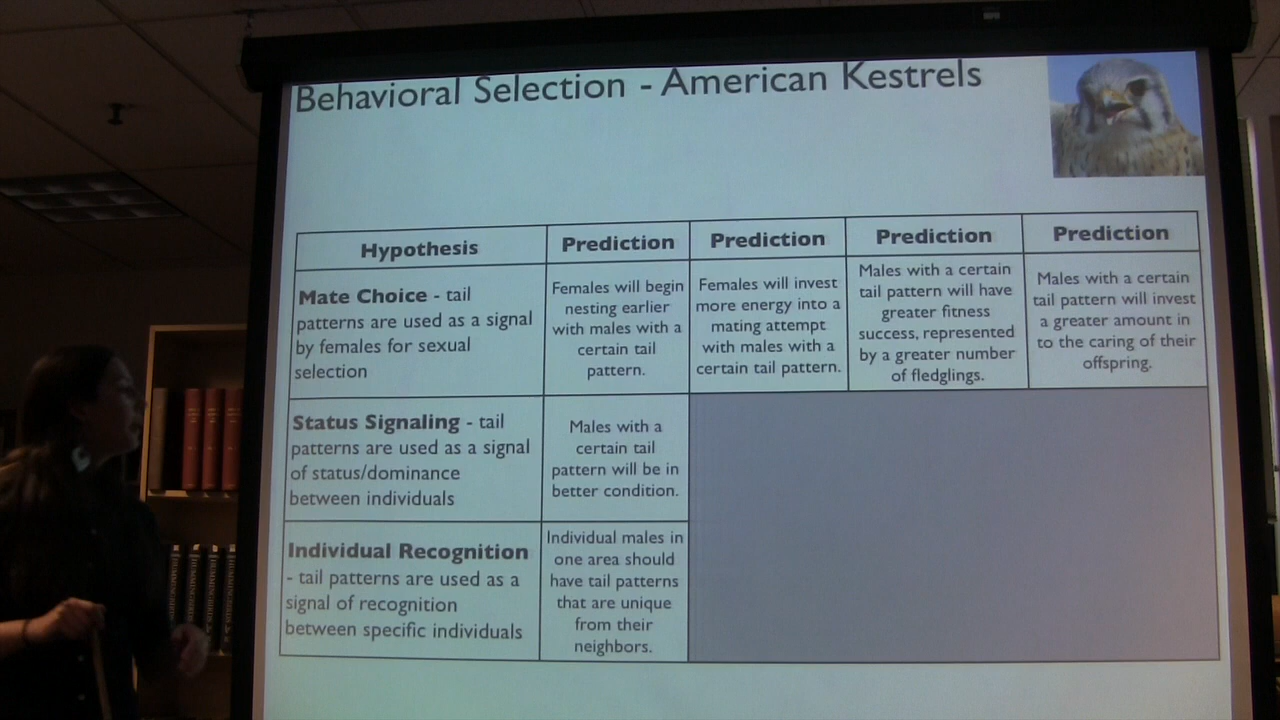 Behavioral Selection - American Kestrels
Hypothesis
Prediction
Prediction
Prediction
Prediction
Mate Choice - tail
patterns are used as a signal
by females for sexual
selection
Females will begin
nesting earlier
with males with a
certain tail
pattern.
Females will invest
more energy into a
mating attempt
with males with a
certain tail pattern.
Males with a certain
tail pattern will have
greater fitness
success, represented
by a greater number
of fledglings.
Males with a certain
tail pattern will invest
a greater amount in
to the caring of their
offspring.
Status Signaling - tail
patterns are used as a signal
of status/dominance
between individuals
Males with a
certain tail
pattern will be in
better condition.
Individual Recognition
- tail patterns are used as a
signal of recognition
between specific individuals
Individual males in
one area should
have tail patterns
that are unique
from their
neighbors.